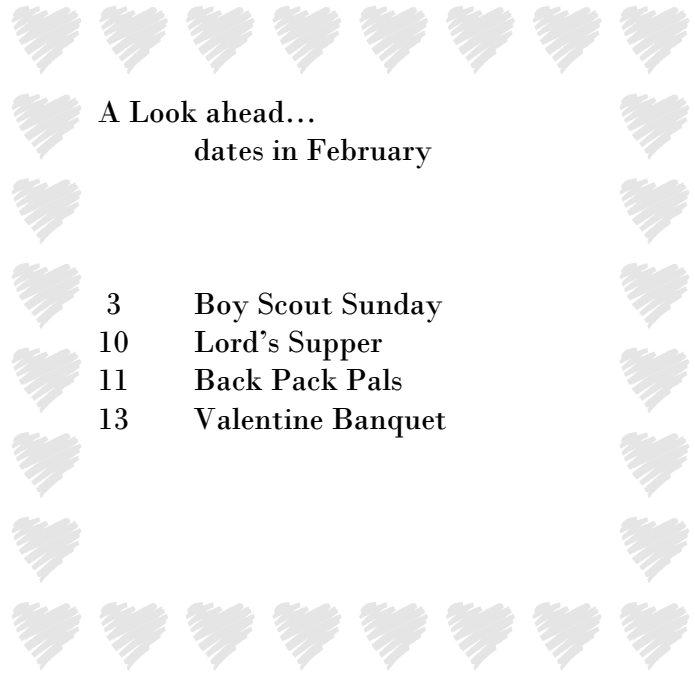 A Look ahead…
dates in February
3 Boy Scout Sunday
10 Lord’s Supper
11 Back Pack Pals
13 Valentine Banquet